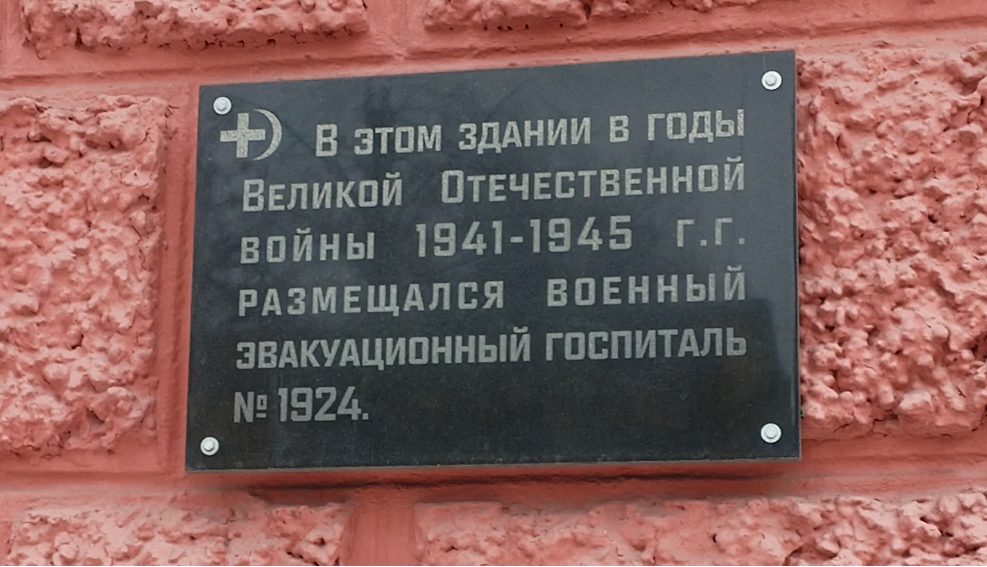 В этом здании в годы
Великой Отечественной
войны 1941-1945 г.г.
размещался военный
эвакуационный госпиталь
№ 1924.